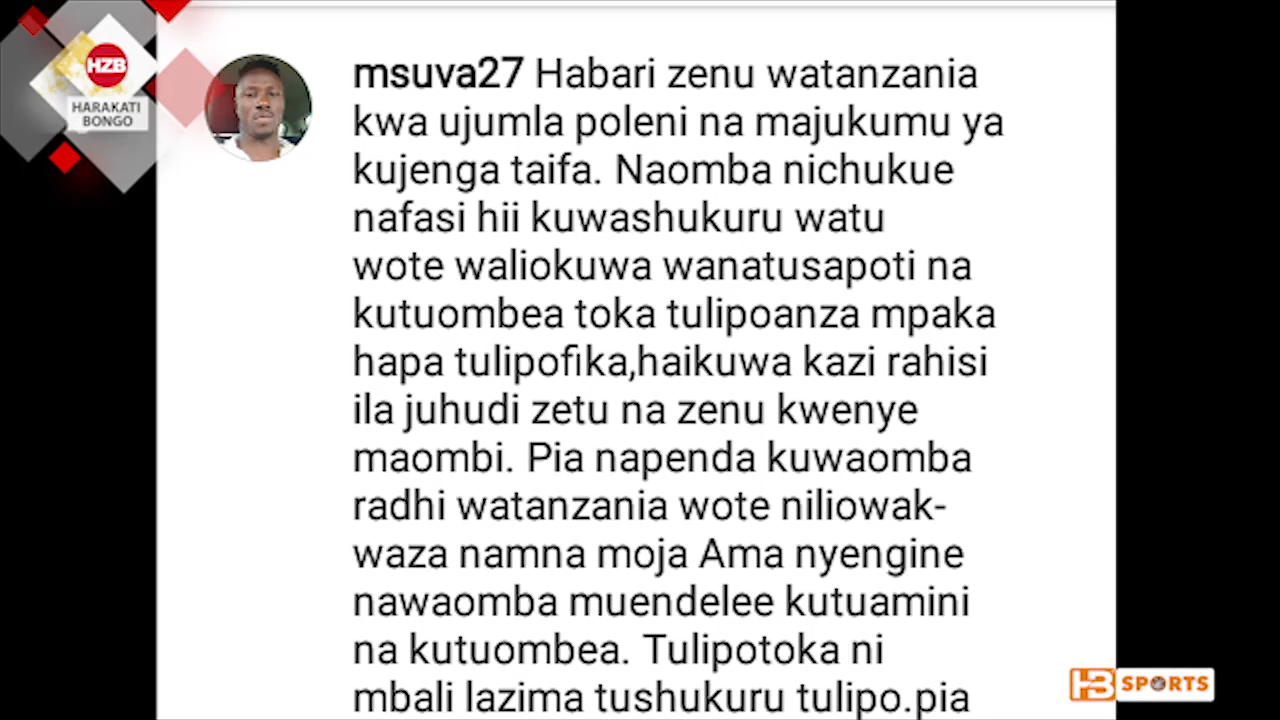 HZB
HARAKATI
BONGO
msuva27 Habari zenu watanzania
kwa ujumla poleni na majukumu ya
kujenga taifa. Naomba nichukue
nafasi hii kuwashukuru watu
wote waliokuwa wanatusapoti na
kutuombea toka tulipoanza mpaka
hapa tulipofika,haikuwa kazi rahisi
ila juhudi zetu na zenu kwenye
maombi. Pia napenda kuwaomba
radhi watanzania wote niliowak-
waza namna moja Ama nyengine
nawaomba muendelee kutuamini
na kutuombea. Tulipotoka ni
mbali lazima tushukuru tulipo.pia
HB SPORTS